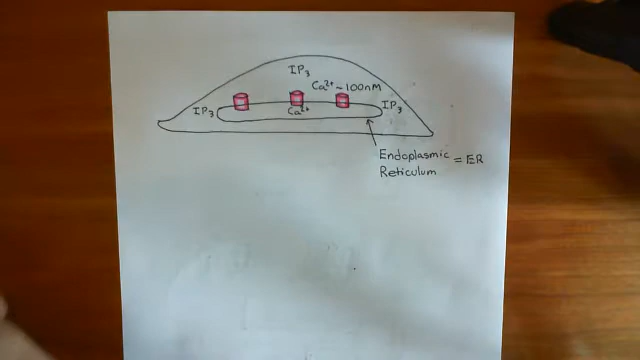 IP₃
Ca²⁺ ~100nM
IP₃
Ca²⁺
IP₃
Endoplasmic
Reticulum
= ER